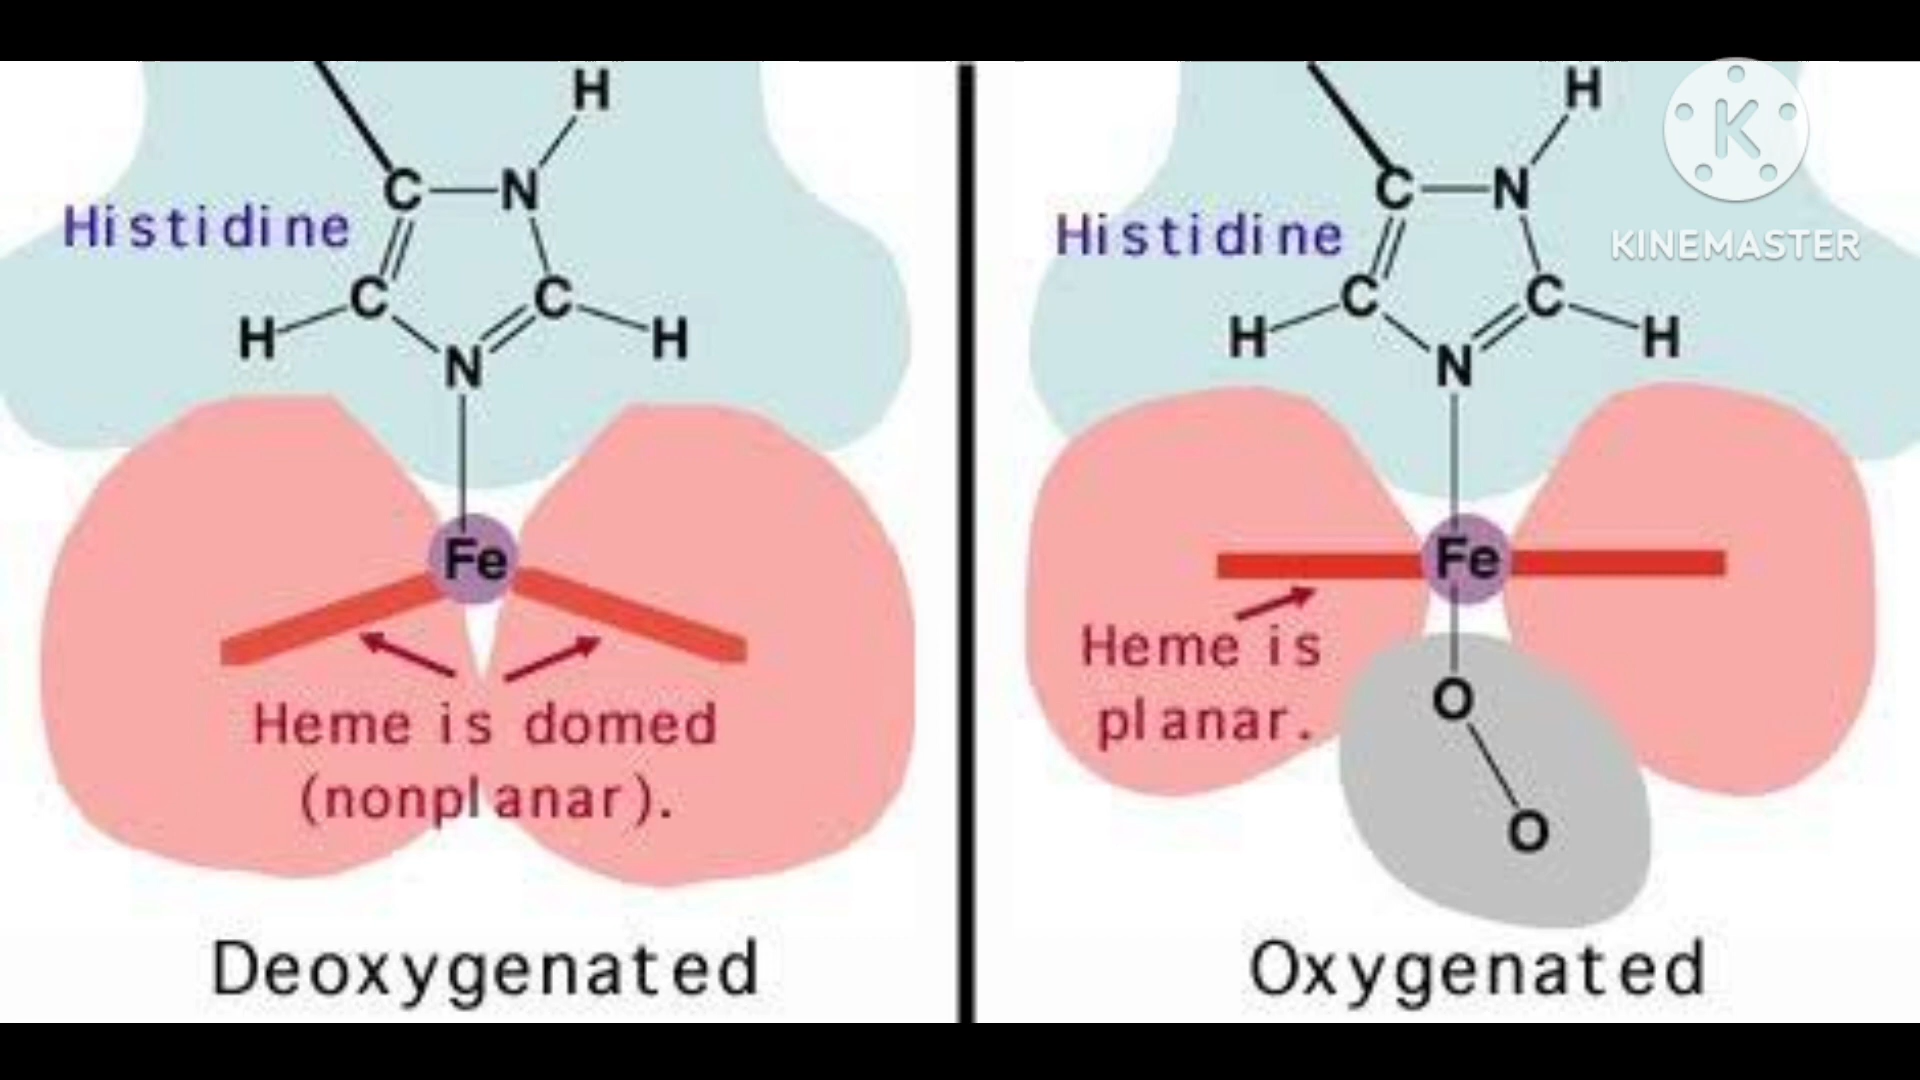 H
C
N
Histidine
C
C
H
H
N
Fe
Heme is domed
(nonplanar).
Deoxygenated
H
K
C
N
Histidine
KINEMASTER
C
C
H
H
N
Fe
Heme is
planar.
O
O
Oxygenated